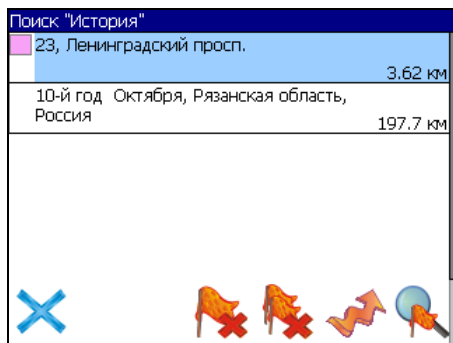 Поиск "История"
23, Ленинградский просп.
3.62 км
10-й год Октября, Рязанская область,
Россия
197.7 км